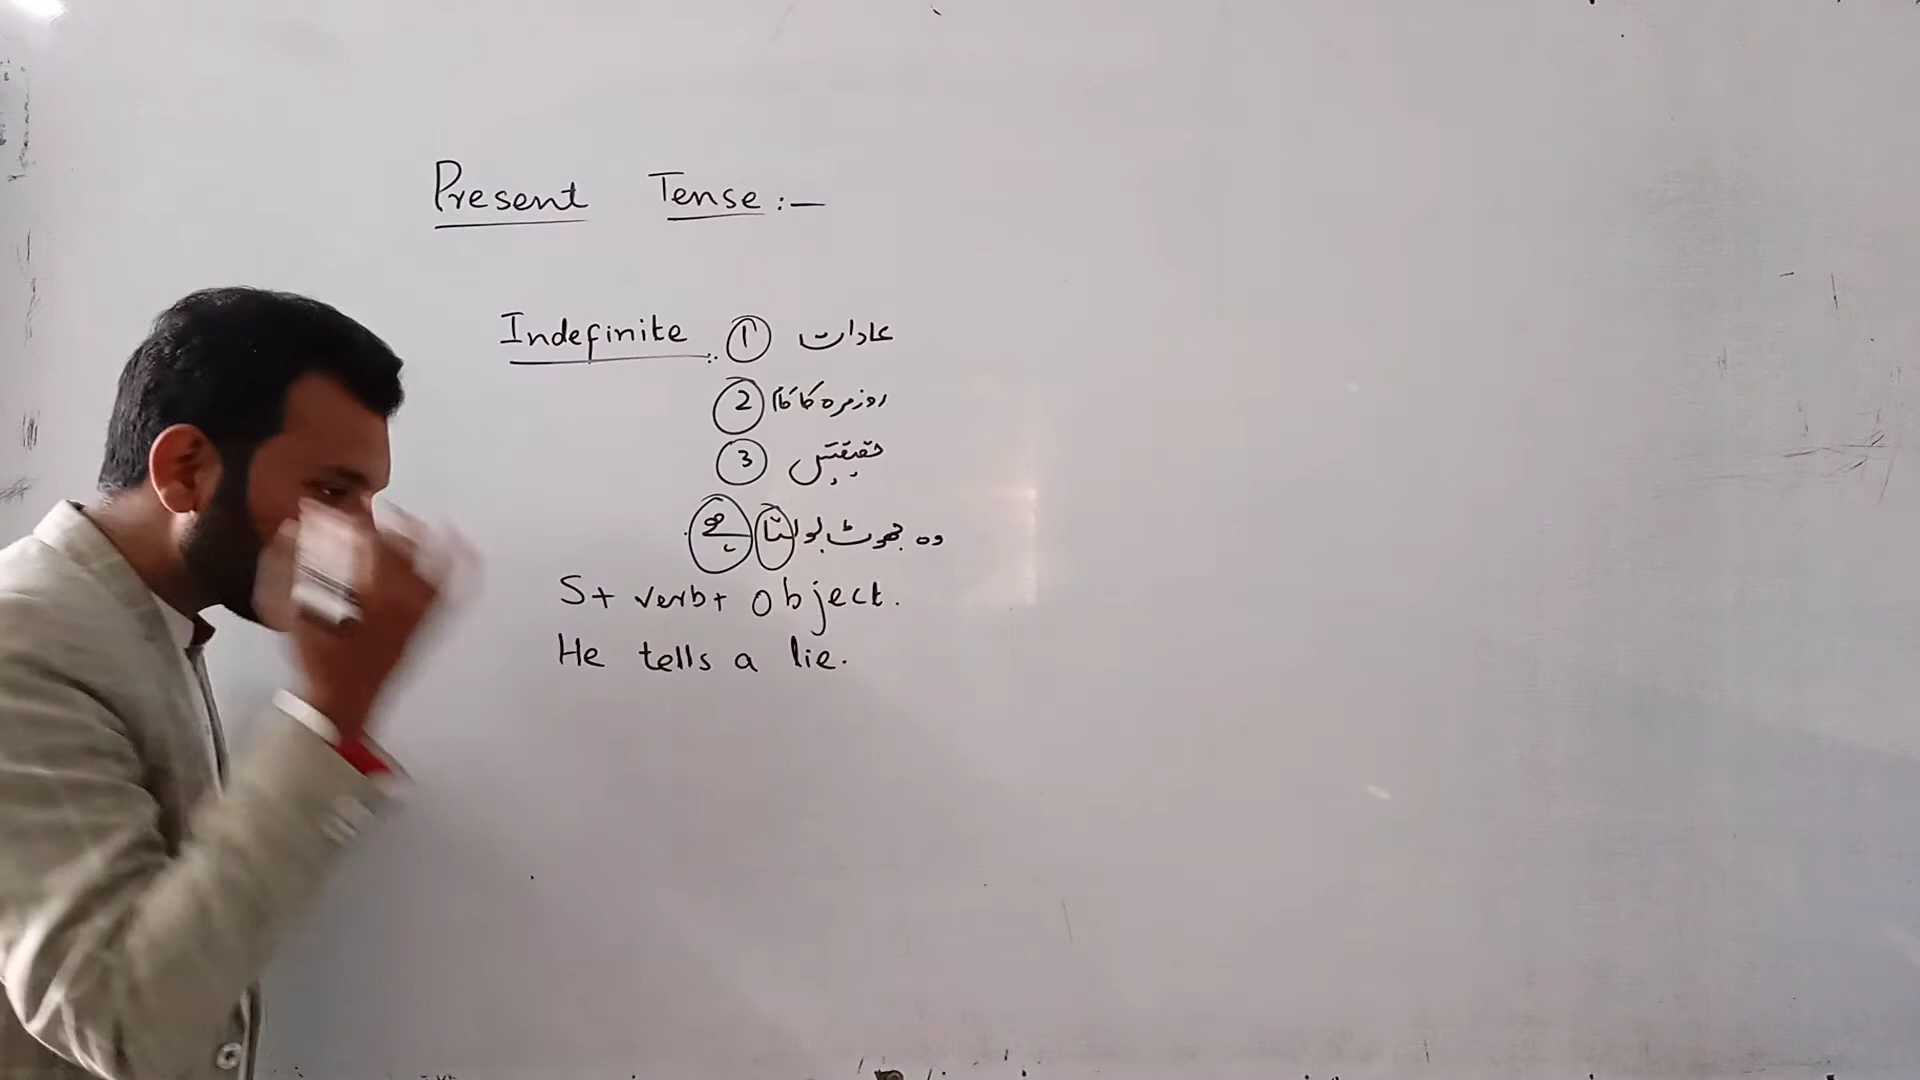 Present Tense :—
Indefinite :. 1 عادات
2 روزمرہ کا کام
3 حقیقتیں
وہ جھوٹ بولتا ہے
S+ verb+ object.
He tells a lie.